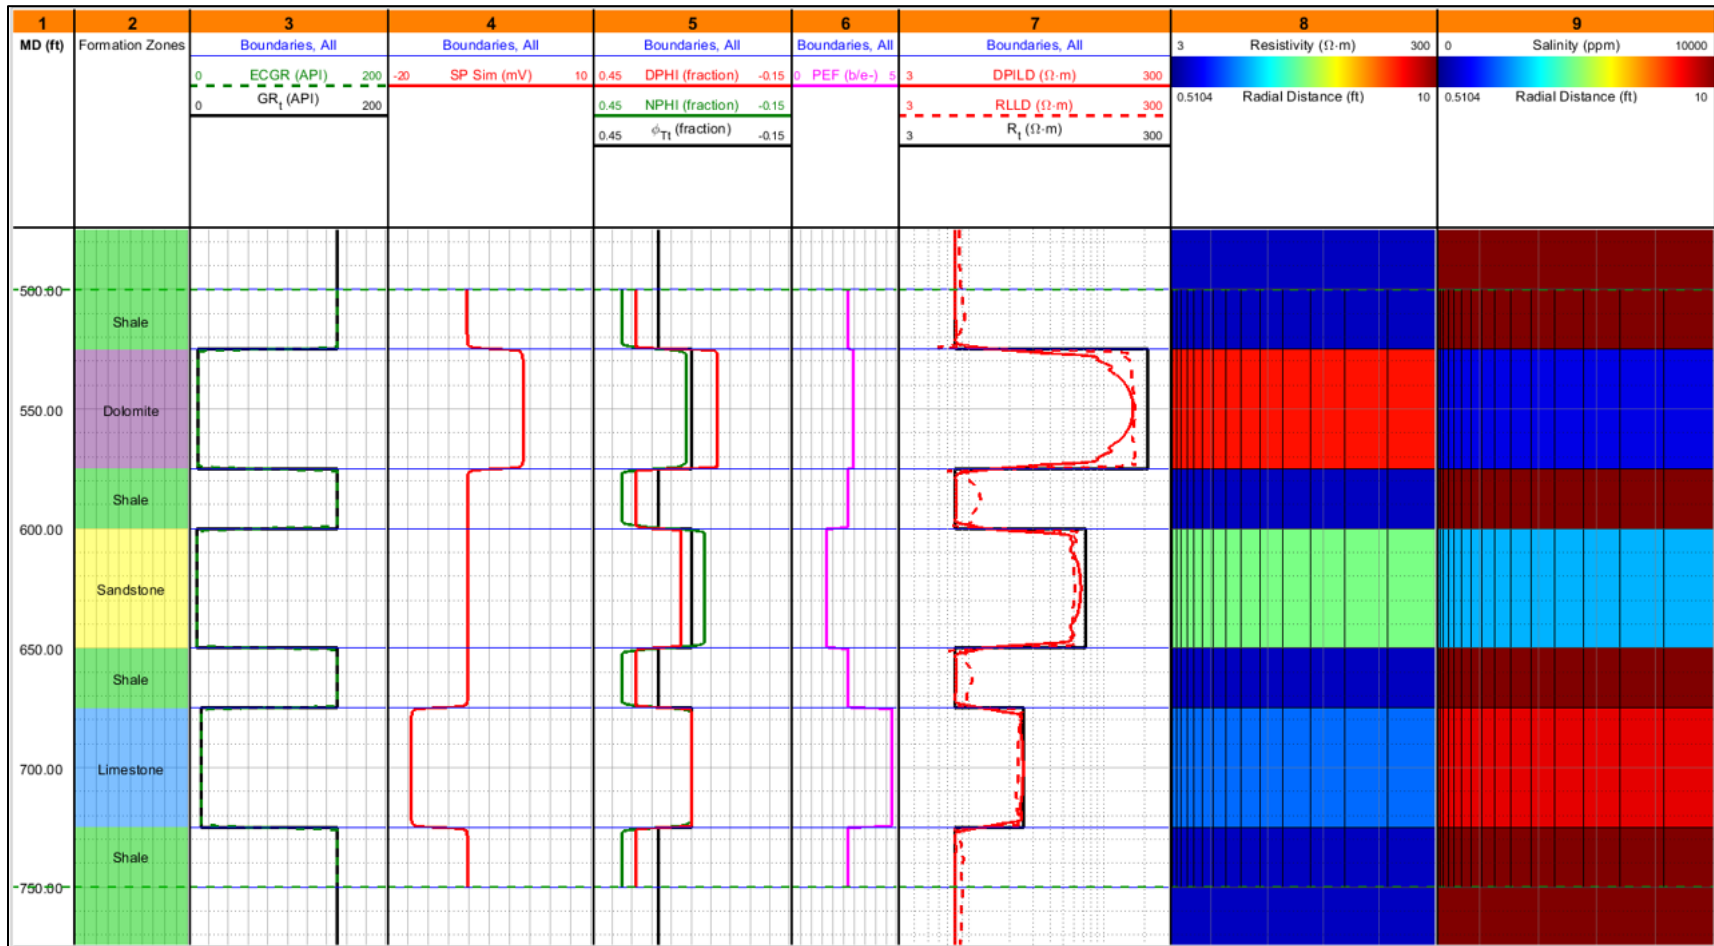 1 2 3 4 5 6 7 8 9
MD (ft) Formation Zones Boundaries, All Boundaries, All Boundaries, All Boundaries, All Boundaries, All 3 Resistivity (Ω·m) 300 0 Salinity (ppm) 10000
0 ECGR (API) 200 -20 SP Sim (mV) 10 0.45 DPHI (fraction) -0.15 0 PEF (b/e-) 5 3 DPILD (Ω·m) 300
0.5104 Radial Distance (ft) 10 0.5104 Radial Distance (ft) 10
0 GRt (API) 200 0.45 NPHI (fraction) -0.15 3 RLLD (Ω·m) 300
0.45 ϕTt (fraction) -0.15 3 Rt (Ω·m) 300
500.00
Shale
550.00 Dolomite
Shale
600.00
Sandstone
650.00
Shale
700.00 Limestone
Shale
750.00